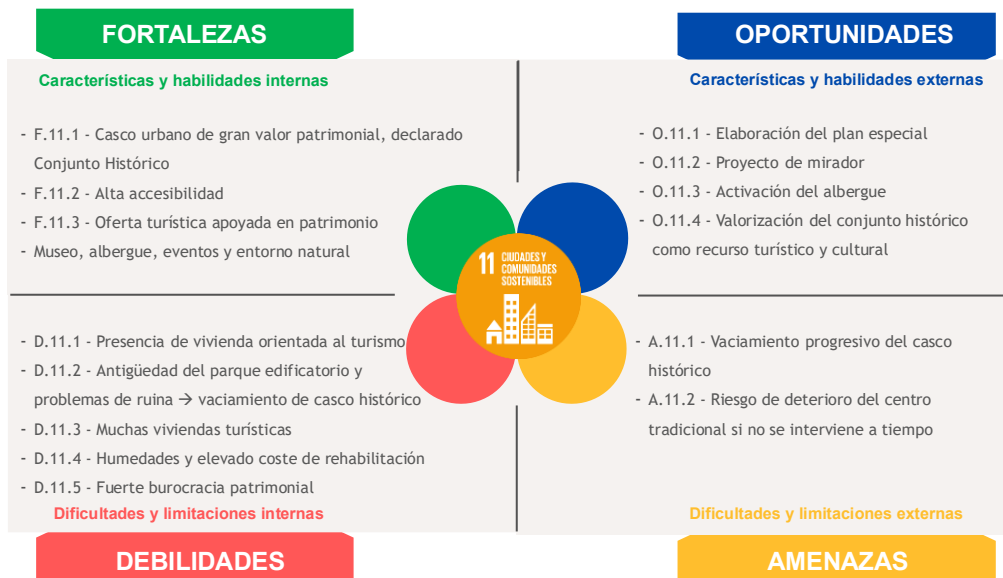 FORTALEZAS
Características y habilidades internas
- F.11.1 - Casco urbano de gran valor patrimonial, declarado
Conjunto Histórico
- F.11.2 - Alta accesibilidad
- F.11.3 - Oferta turística apoyada en patrimonio
- Museo, albergue, eventos y entorno natural
OPORTUNIDADES
Características y habilidades externas
- O.11.1 - Elaboración del plan especial
- O.11.2 - Proyecto de mirador
- O.11.3 - Activación del albergue
- O.11.4 - Valorización del conjunto histórico
como recurso turístico y cultural
11 CIUDADES Y
COMUNIDADES
SOSTENIBLES
- D.11.1 - Presencia de vivienda orientada al turismo
- D.11.2 - Antigüedad del parque edificatorio y
problemas de ruina → vaciamiento de casco histórico
- D.11.3 - Muchas viviendas turísticas
- D.11.4 - Humedades y elevado coste de rehabilitación
- D.11.5 - Fuerte burocracia patrimonial
Dificultades y limitaciones internas
DEBILIDADES
- A.11.1 - Vaciamiento progresivo del casco
histórico
- A.11.2 - Riesgo de deterioro del centro
tradicional si no se interviene a tiempo
Dificultades y limitaciones externas
AMENAZAS